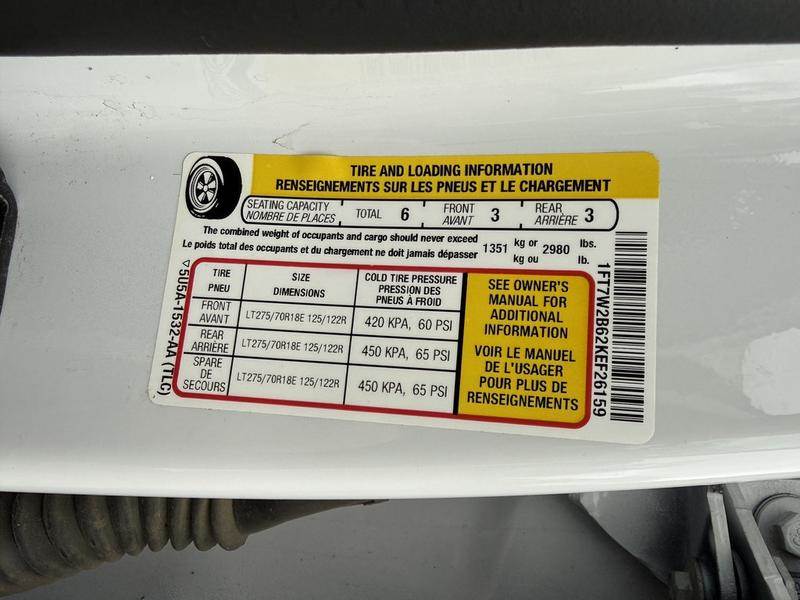 TIRE AND LOADING INFORMATION
RENSEIGNEMENTS SUR LES PNEUS ET LE CHARGEMENT
SEATING CAPACITY
NOMBRE DE PLACES
TOTAL 6
FRONT
AVANT 3
REAR
ARRIÈRE 3
The combined weight of occupants and cargo should never exceed 1351 kg or 2980 lbs.
Le poids total des occupants et du chargement ne doit jamais dépasser kg ou lb.
TIRE
PNEU
SIZE
DIMENSIONS
COLD TIRE PRESSURE
PRESSION DES
PNEUS À FROID
FRONT
AVANT
LT275/70R18E 125/122R
420 KPA, 60 PSI
REAR
ARRIÈRE
LT275/70R18E 125/122R
450 KPA, 65 PSI
SPARE
DE
SECOURS
LT275/70R18E 125/122R
450 KPA, 65 PSI
SEE OWNER'S
MANUAL FOR
ADDITIONAL
INFORMATION
VOIR LE MANUEL
DE L'USAGER
POUR PLUS DE
RENSEIGNEMENTS
5U5A-1532-AA (TLC)
1FT7W2B62KEF26159